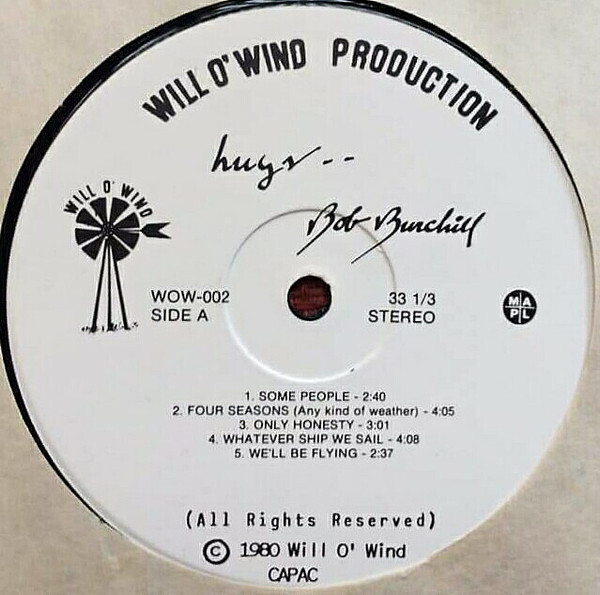 WILL O' WIND PRODUCTION
hugs--
Bob Burchill
WILL O' WIND
WOW-002
SIDE A
33 1/3
STEREO
M A
P L
1. SOME PEOPLE - 2:40
2. FOUR SEASONS (Any kind of weather) - 4:05
3. ONLY HONESTY - 3:01
4. WHATEVER SHIP WE SAIL - 4:08
5. WE'LL BE FLYING - 2:37
(All Rights Reserved)
© 1980 Will O' Wind
CAPAC